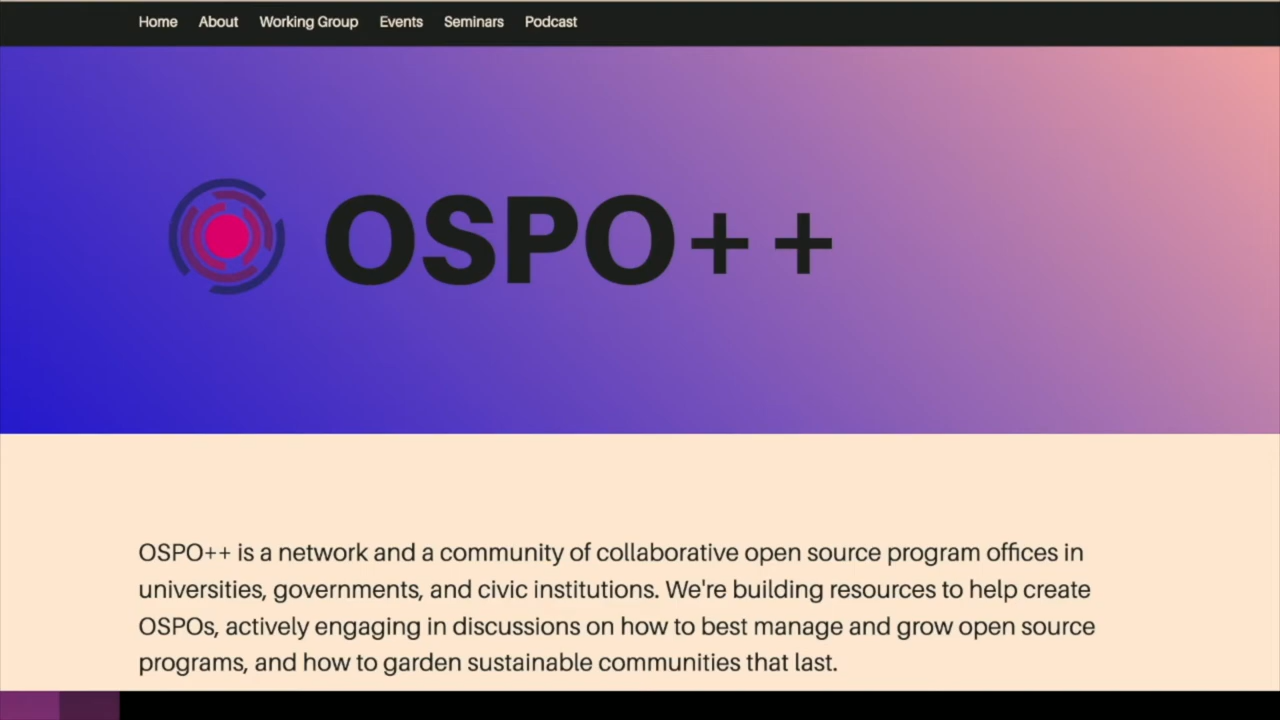 Home About Working Group Events Seminars Podcast
OSPO++
OSPO++ is a network and a community of collaborative open source program offices in
universities, governments, and civic institutions. We're building resources to help create
OSPOs, actively engaging in discussions on how to best manage and grow open source
programs, and how to garden sustainable communities that last.